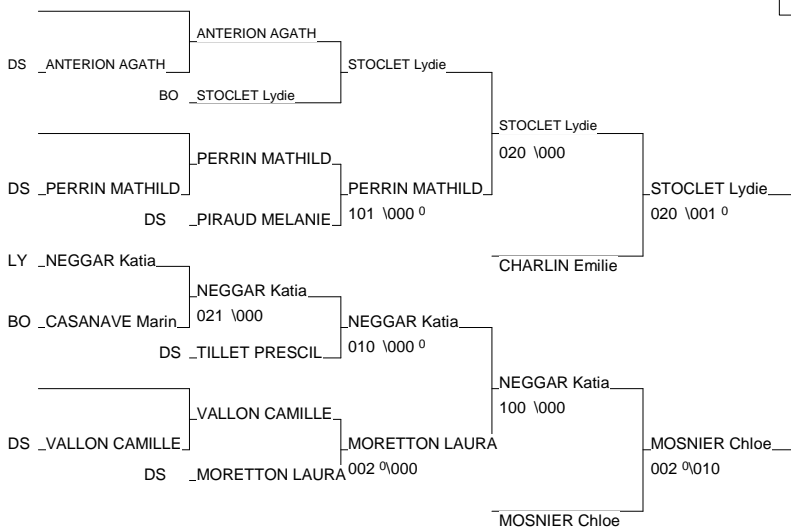 ANTERION AGATH
DS ANTERION AGATH
STOCLET Lydie
BO STOCLET Lydie
STOCLET Lydie
020 \000
PERRIN MATHILD
DS PERRIN MATHILD
PERRIN MATHILD
101 \000 0
STOCLET Lydie
020 \001 0
DS PIRAUD MELANIE
LY NEGGAR Katia
CHARLIN Emilie
NEGGAR Katia
021 \000
BO CASANAVE Marin
NEGGAR Katia
010 \000 0
DS TILLET PRESCIL
NEGGAR Katia
100 \000
VALLON CAMILLE
DS VALLON CAMILLE
MORETTON LAURA
002 0\000
MOSNIER Chloe
002 0\010
DS MORETTON LAURA
MOSNIER Chloe